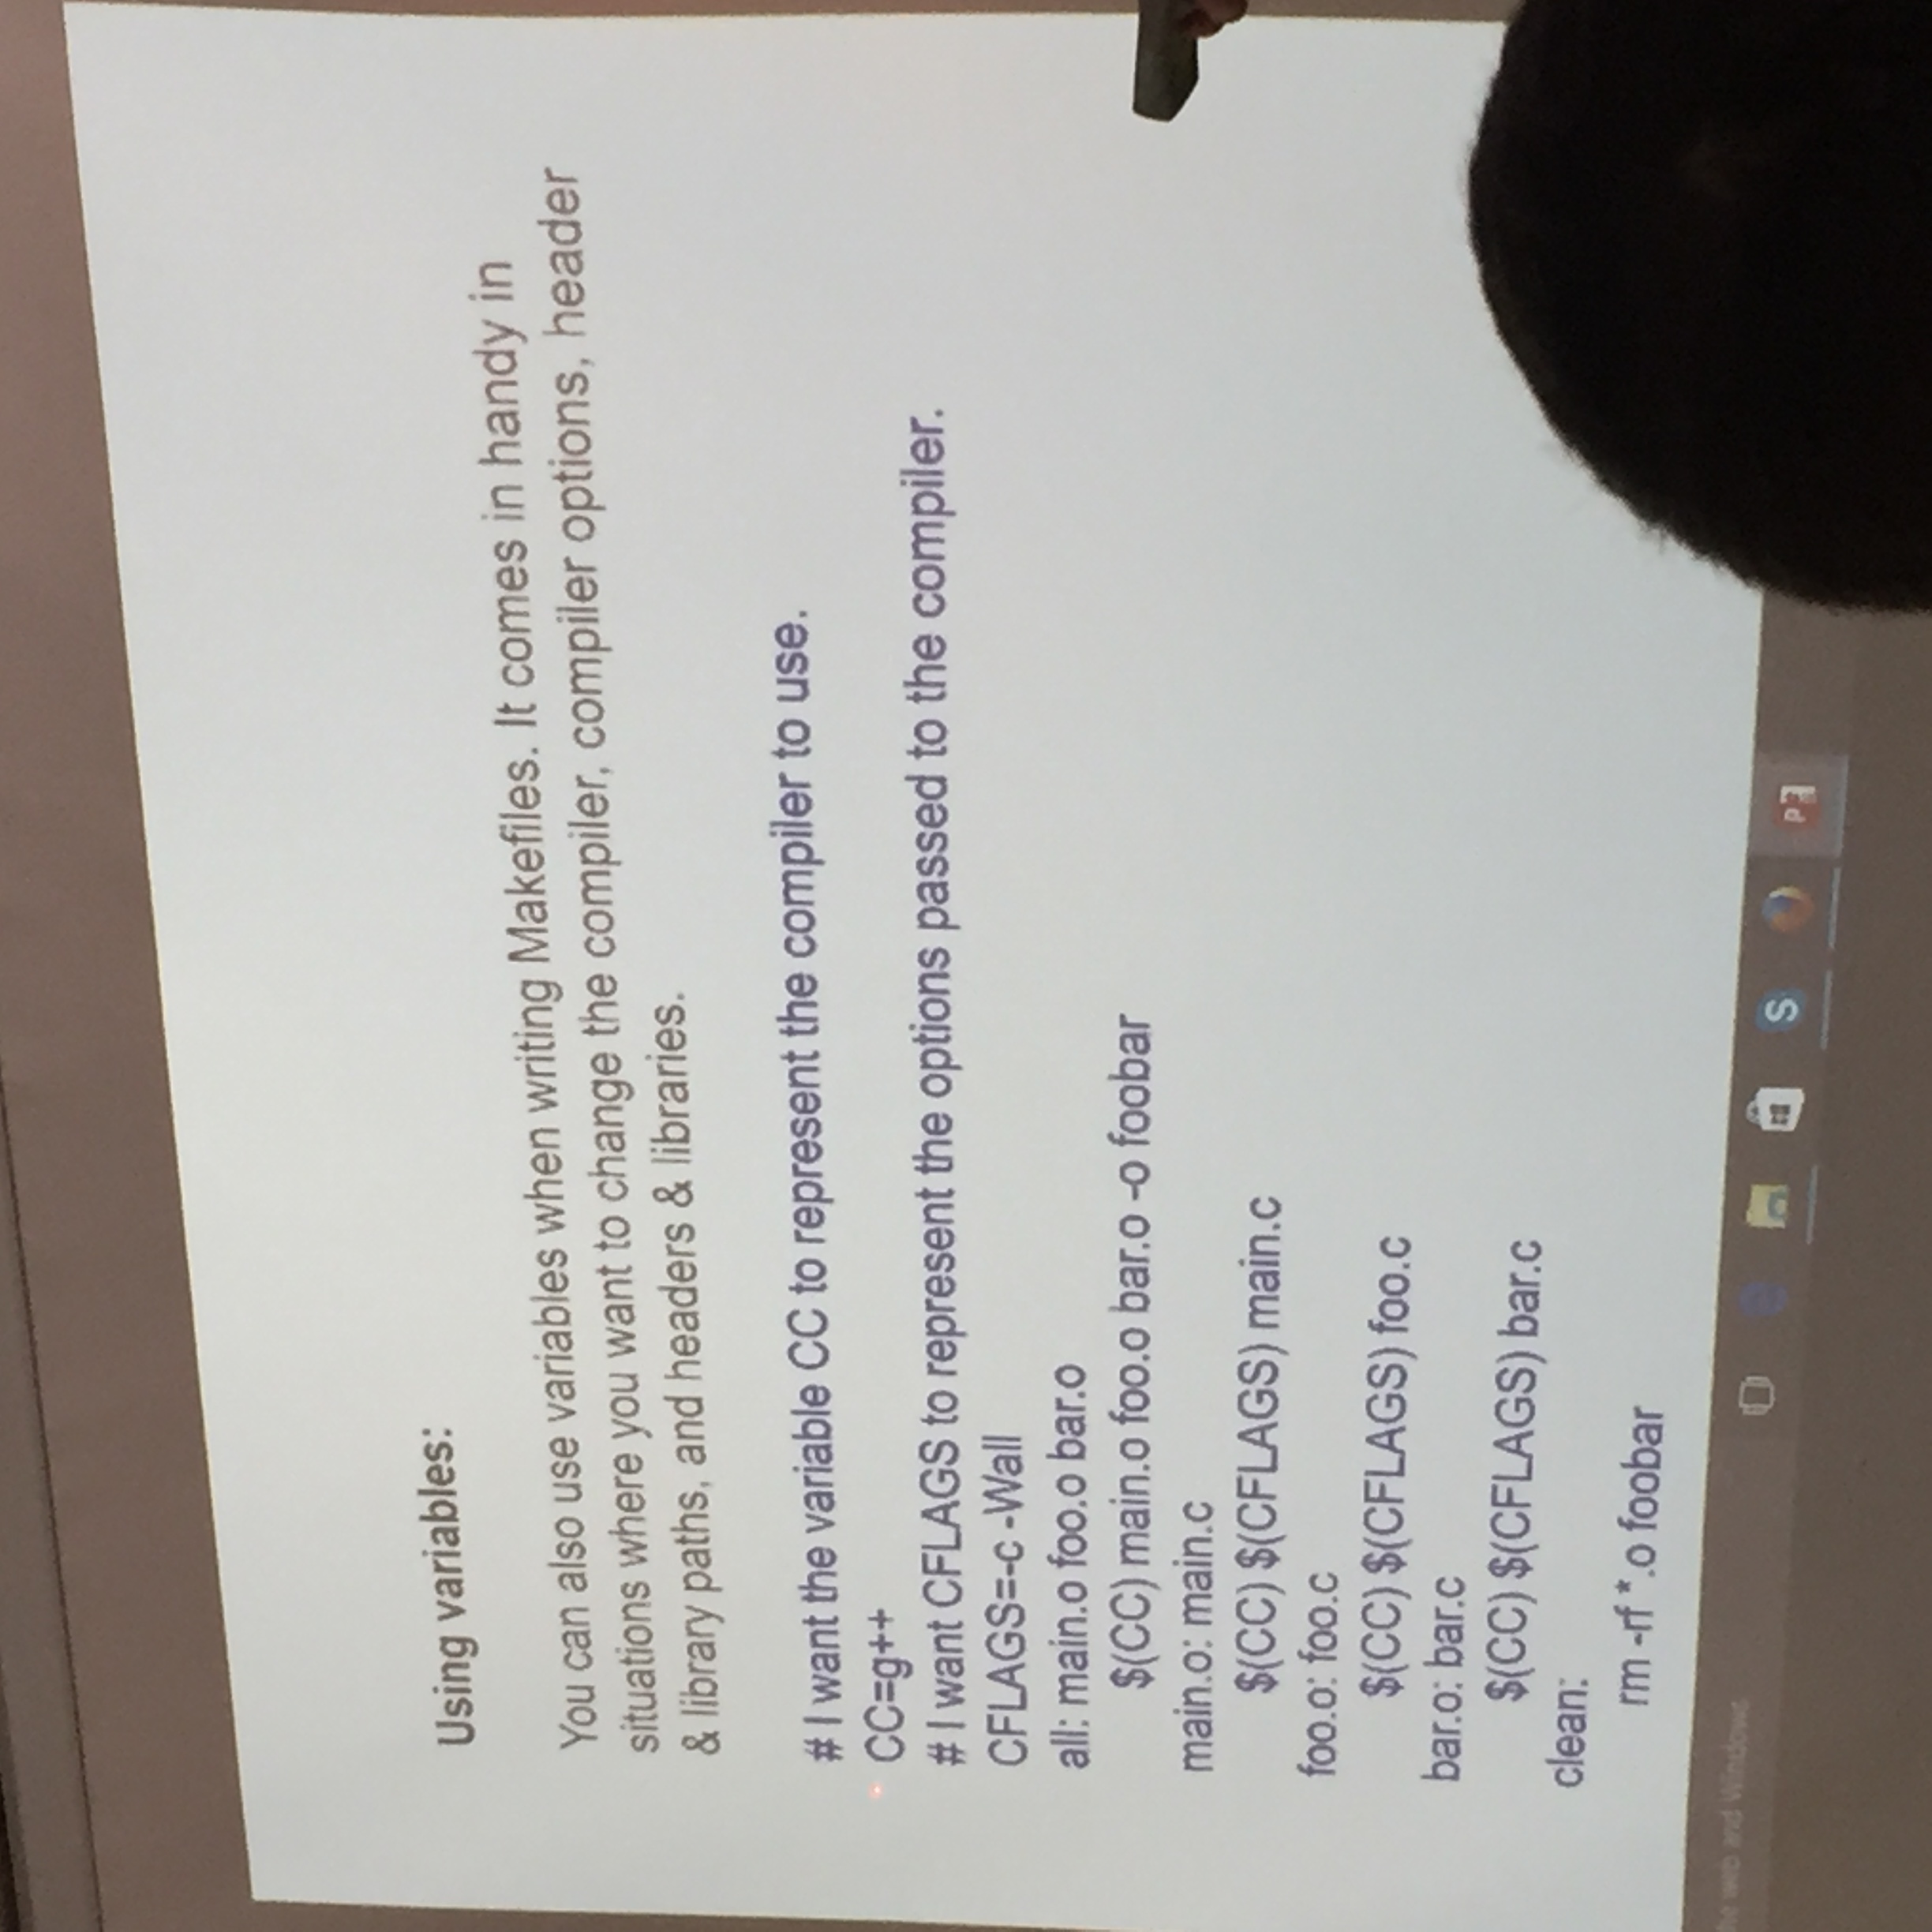 Using variables:
You can also use variables when writing Makefiles. It comes in handy in
situations where you want to change the compiler, compiler options, header
& library paths, and headers & libraries.
# I want the variable CC to represent the compiler to use.
CC=g++
# I want CFLAGS to represent the options passed to the compiler.
CFLAGS=-c -Wall
all: main.o foo.o bar.o
$(CC) main.o foo.o bar.o -o foobar
main.o: main.c
$(CC) $(CFLAGS) main.c
foo.o: foo.c
$(CC) $(CFLAGS) foo.c
bar.o: bar.c
$(CC) $(CFLAGS) bar.c
clean:
rm -rf *.o foobar
web and Windows
S
P